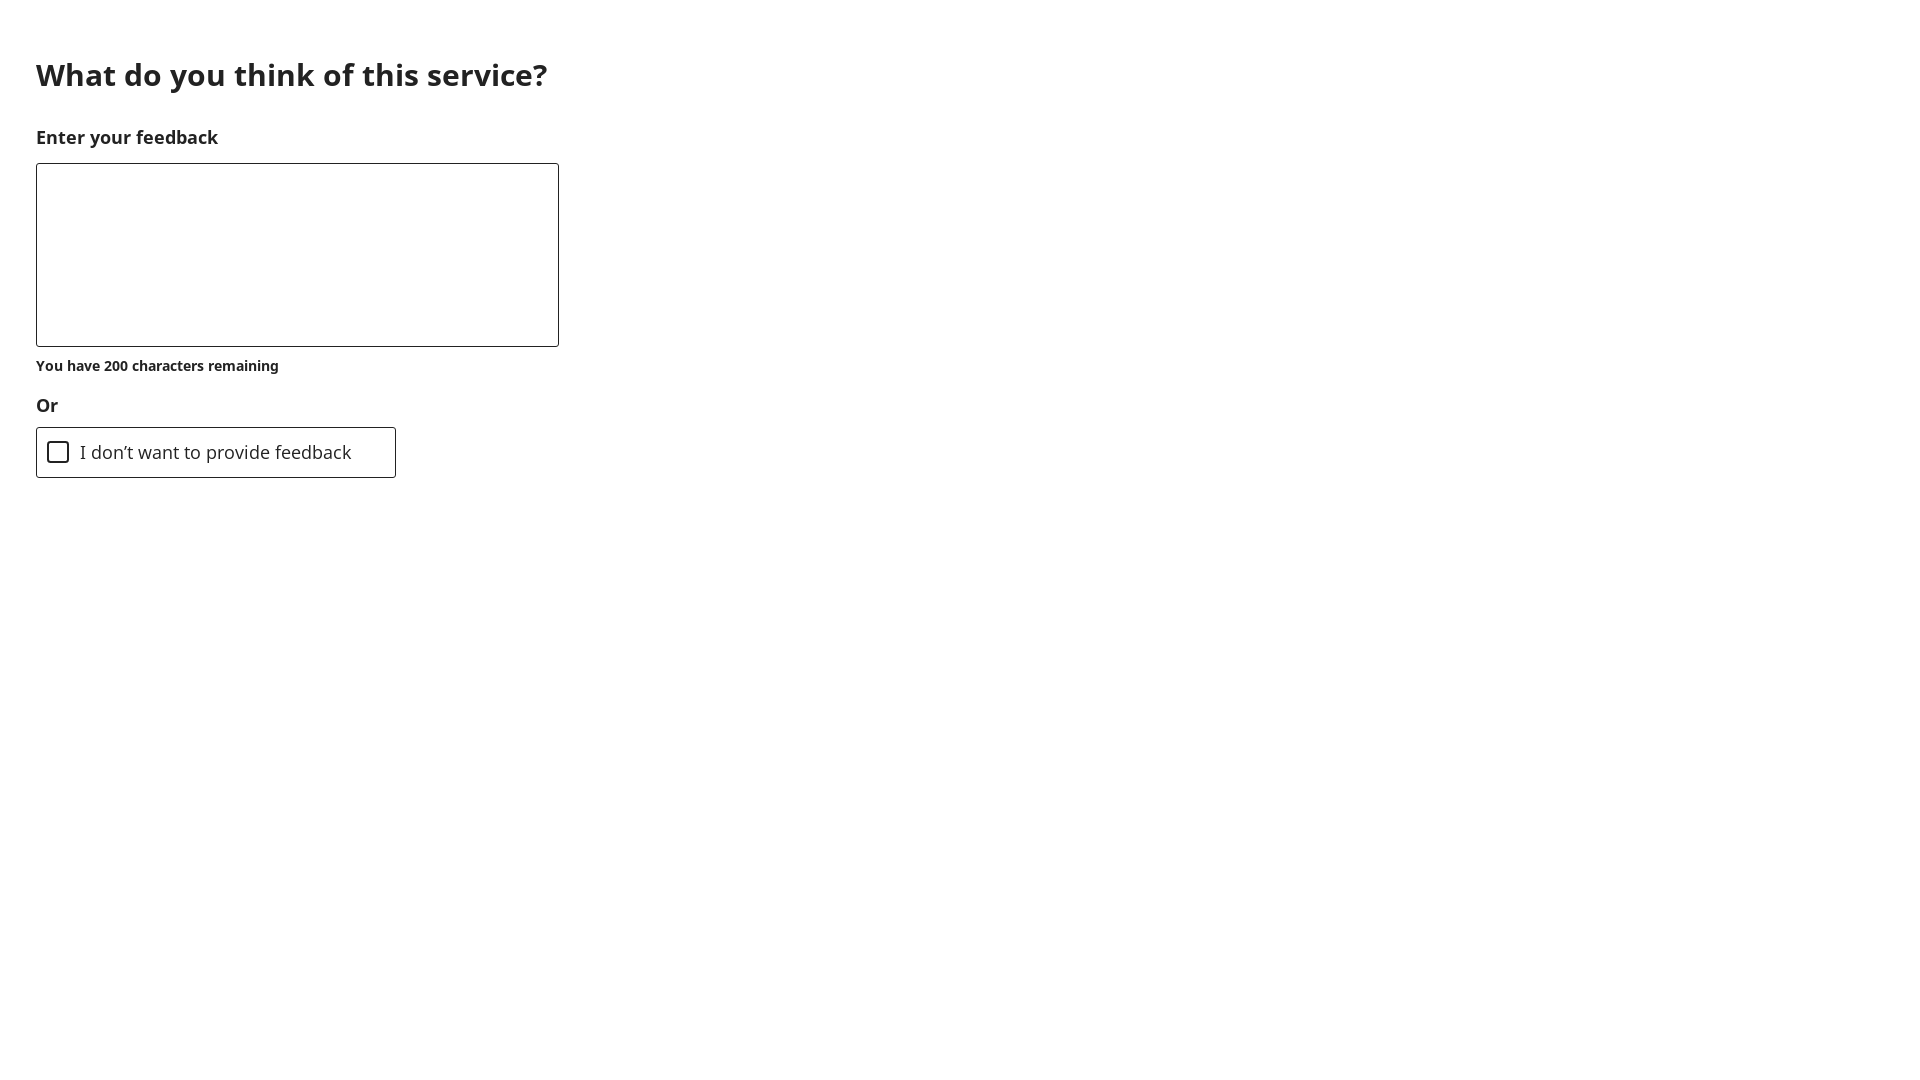 What do you think of this service?
Enter your feedback
You have 200 characters remaining
Or
I don’t want to provide feedback